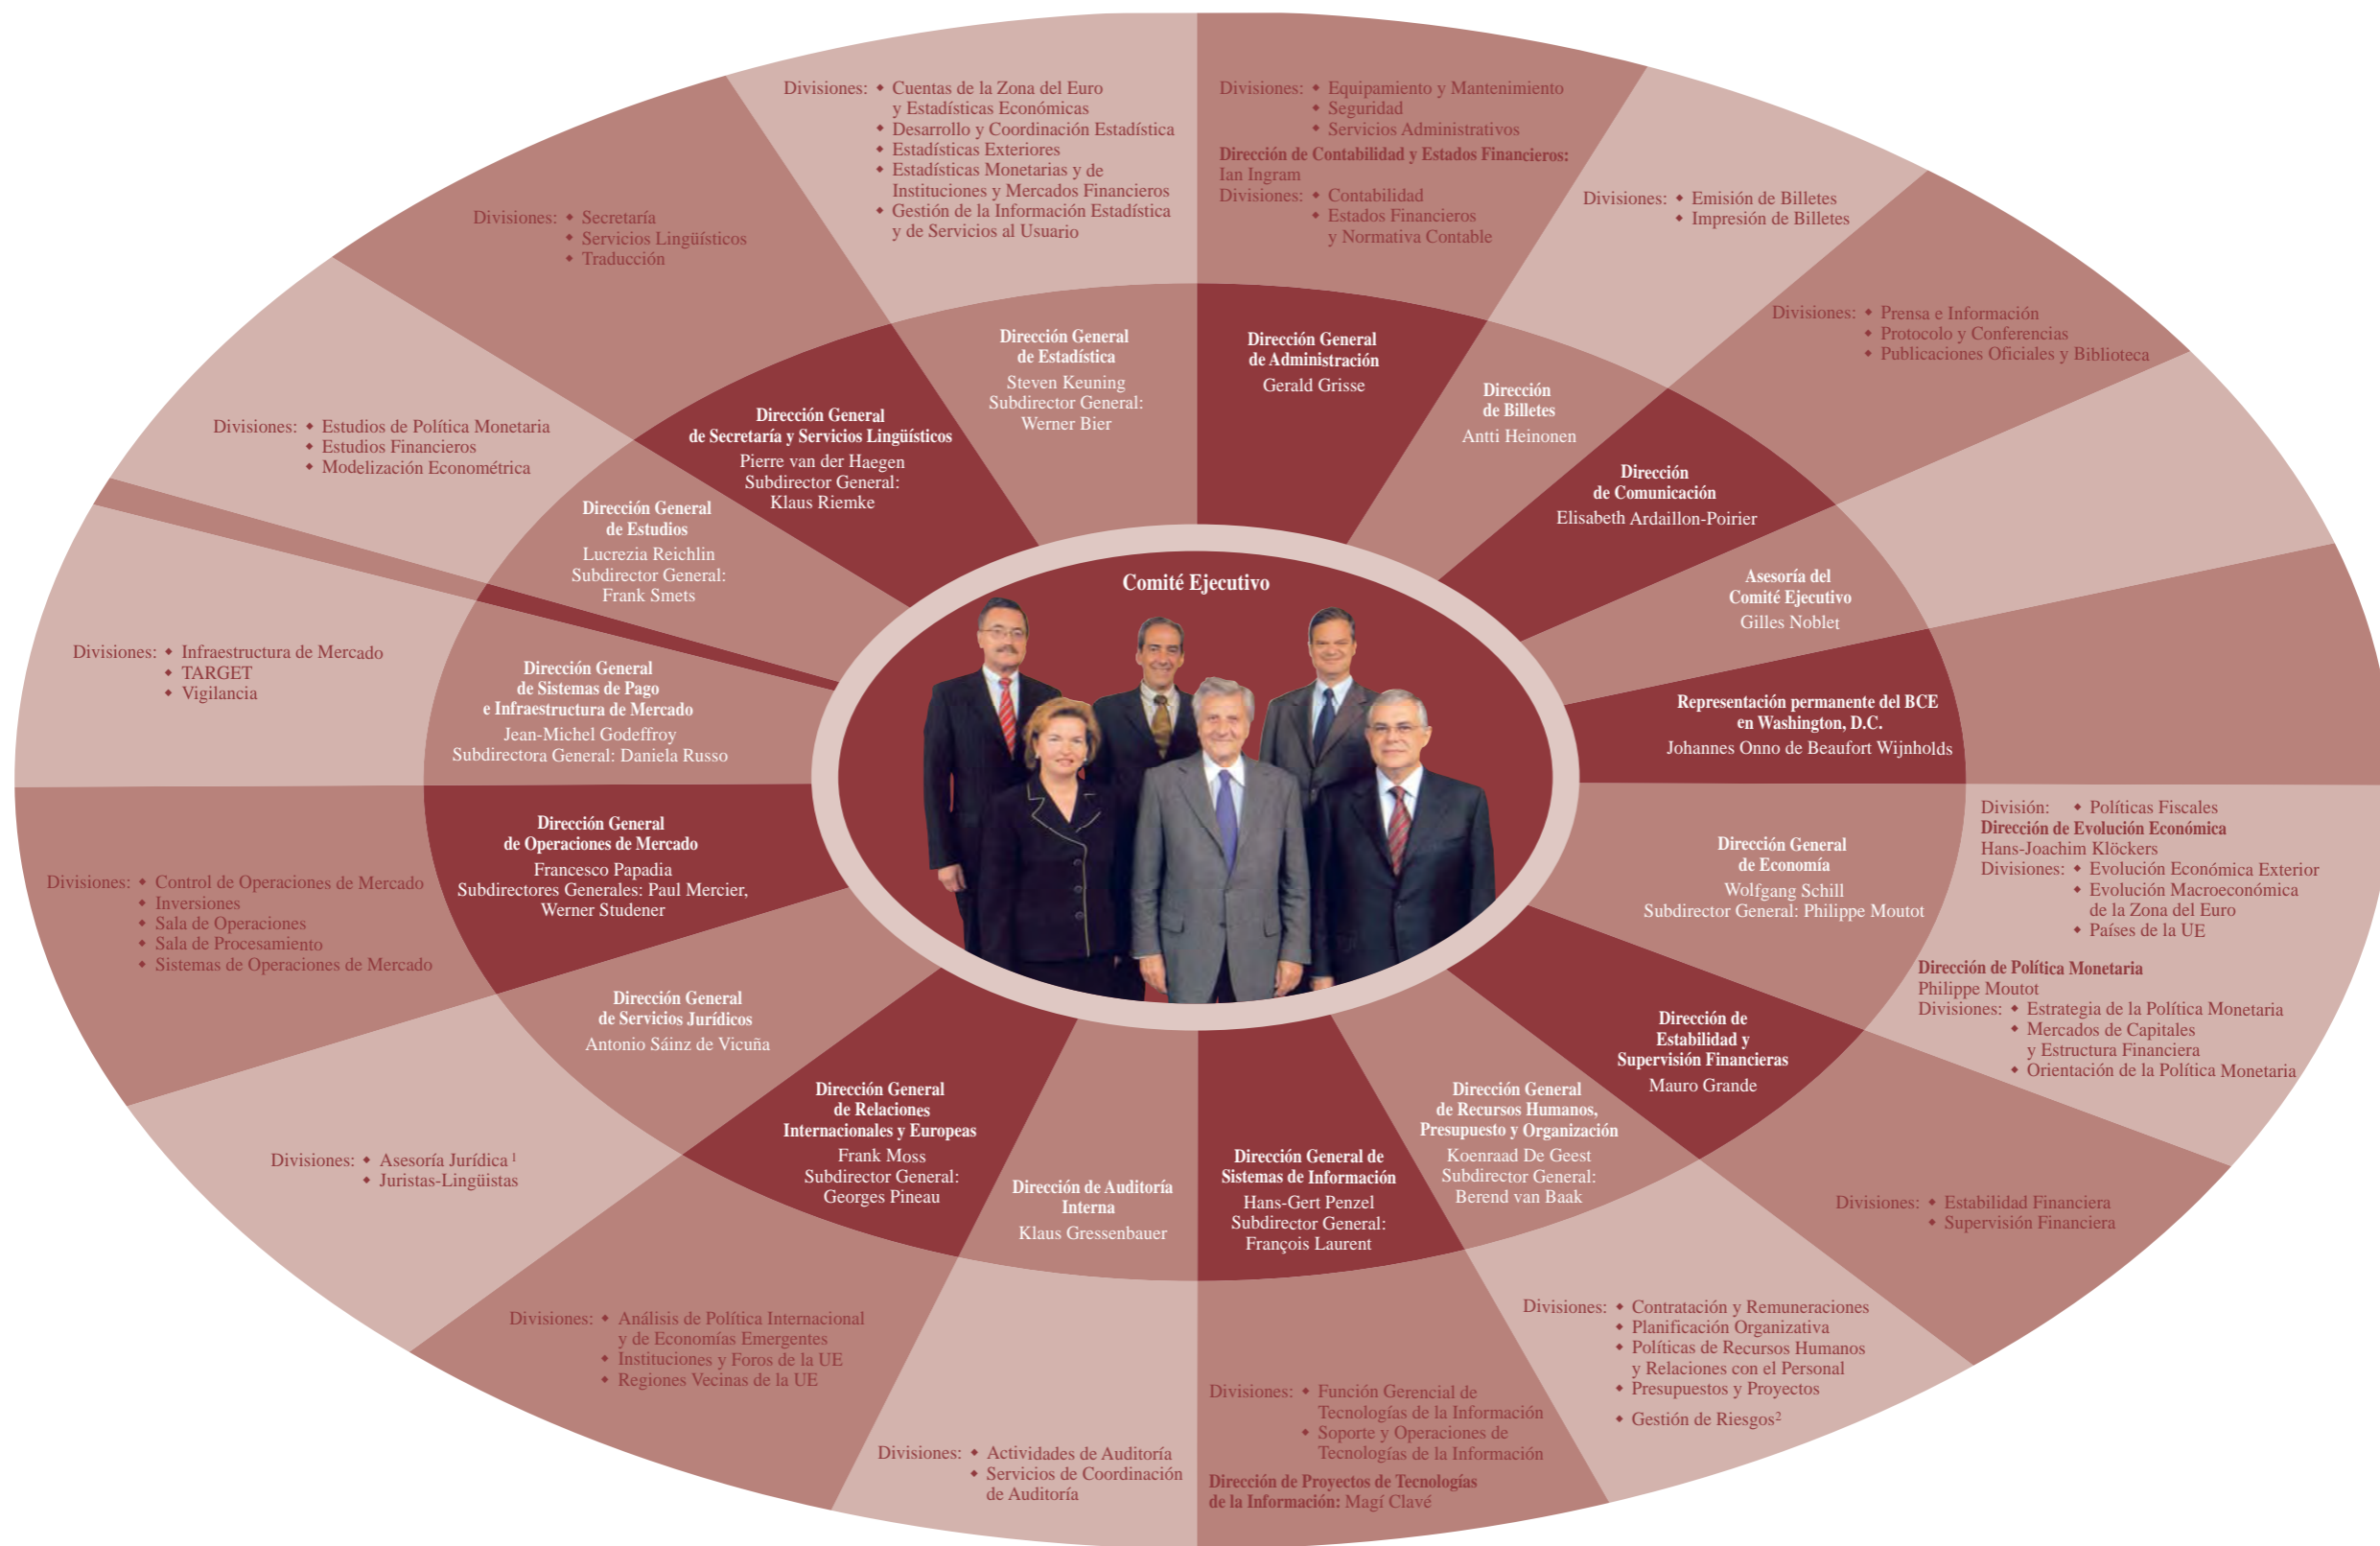 Comité Ejecutivo
Divisiones: ◆ Equipamiento y Mantenimiento
◆ Seguridad
◆ Servicios Administrativos
Dirección de Contabilidad y Estados Financieros:
Ian Ingram
Divisiones: ◆ Contabilidad
◆ Estados Financieros
y Normativa Contable
Dirección General
de Administración
Gerald Grisse
Divisiones: ◆ Emisión de Billetes
◆ Impresión de Billetes
Dirección
de Billetes
Antti Heinonen
Divisiones: ◆ Prensa e Información
◆ Protocolo y Conferencias
◆ Publicaciones Oficiales y Biblioteca
Dirección
de Comunicación
Elisabeth Ardaillon-Poirier
Asesoría del
Comité Ejecutivo
Gilles Noblet
Representación permanente del BCE
en Washington, D.C.
Johannes Onno de Beaufort Wijnholds
Dirección General
de Economía
Wolfgang Schill
Subdirector General: Philippe Moutot
División: ◆ Políticas Fiscales
Dirección de Evolución Económica
Hans-Joachim Klöckers
Divisiones: ◆ Evolución Económica Exterior
◆ Evolución Macroeconómica
de la Zona del Euro
◆ Países de la UE
Dirección de Política Monetaria
Philippe Moutot
Divisiones: ◆ Estrategia de la Política Monetaria
◆ Mercados de Capitales
y Estructura Financiera
◆ Orientación de la Política Monetaria
Dirección de
Estabilidad y
Supervisión Financieras
Mauro Grande
Divisiones: ◆ Estabilidad Financiera
◆ Supervisión Financiera
Dirección General
de Recursos Humanos,
Presupuesto y Organización
Koenraad De Geest
Subdirector General:
Berend van Baak
Divisiones: ◆ Contratación y Remuneraciones
◆ Planificación Organizativa
◆ Políticas de Recursos Humanos
y Relaciones con el Personal
◆ Presupuestos y Proyectos
◆ Gestión de Riesgos²
Dirección General de
Sistemas de Información
Hans-Gert Penzel
Subdirector General:
François Laurent
Divisiones: ◆ Función Gerencial de
Tecnologías de la Información
◆ Soporte y Operaciones de
Tecnologías de la Información
Dirección de Proyectos de Tecnologías
de la Información: Magí Clavé
Dirección de Auditoría
Interna
Klaus Gressenbauer
Divisiones: ◆ Actividades de Auditoría
◆ Servicios de Coordinación
de Auditoría
Dirección General
de Relaciones
Internacionales y Europeas
Frank Moss
Subdirector General:
Georges Pineau
Divisiones: ◆ Análisis de Política Internacional
y de Economías Emergentes
◆ Instituciones y Foros de la UE
◆ Regiones Vecinas de la UE
Dirección General
de Servicios Jurídicos
Antonio Sáinz de Vicuña
Divisiones: ◆ Asesoría Jurídica ¹
◆ Juristas-Lingüistas
Dirección General
de Operaciones de Mercado
Francesco Papadia
Subdirectores Generales: Paul Mercier,
Werner Studener
Divisiones: ◆ Control de Operaciones de Mercado
◆ Inversiones
◆ Sala de Operaciones
◆ Sala de Procesamiento
◆ Sistemas de Operaciones de Mercado
Dirección General
de Sistemas de Pago
e Infraestructura de Mercado
Jean-Michel Godeffroy
Subdirectora General: Daniela Russo
Divisiones: ◆ Infraestructura de Mercado
◆ TARGET
◆ Vigilancia
Dirección General
de Estudios
Lucrezia Reichlin
Subdirector General:
Frank Smets
Divisiones: ◆ Estudios de Política Monetaria
◆ Estudios Financieros
◆ Modelización Econométrica
Dirección General
de Secretaría y Servicios Lingüísticos
Pierre van der Haegen
Subdirector General:
Klaus Riemke
Divisiones: ◆ Secretaría
◆ Servicios Lingüísticos
◆ Traducción
Dirección General
de Estadística
Steven Keuning
Subdirector General:
Werner Bier
Divisiones: ◆ Cuentas de la Zona del Euro
y Estadísticas Económicas
◆ Desarrollo y Coordinación Estadística
◆ Estadísticas Exteriores
◆ Estadísticas Monetarias y de
Instituciones y Mercados Financieros
◆ Gestión de la Información Estadística
y de Servicios al Usuario